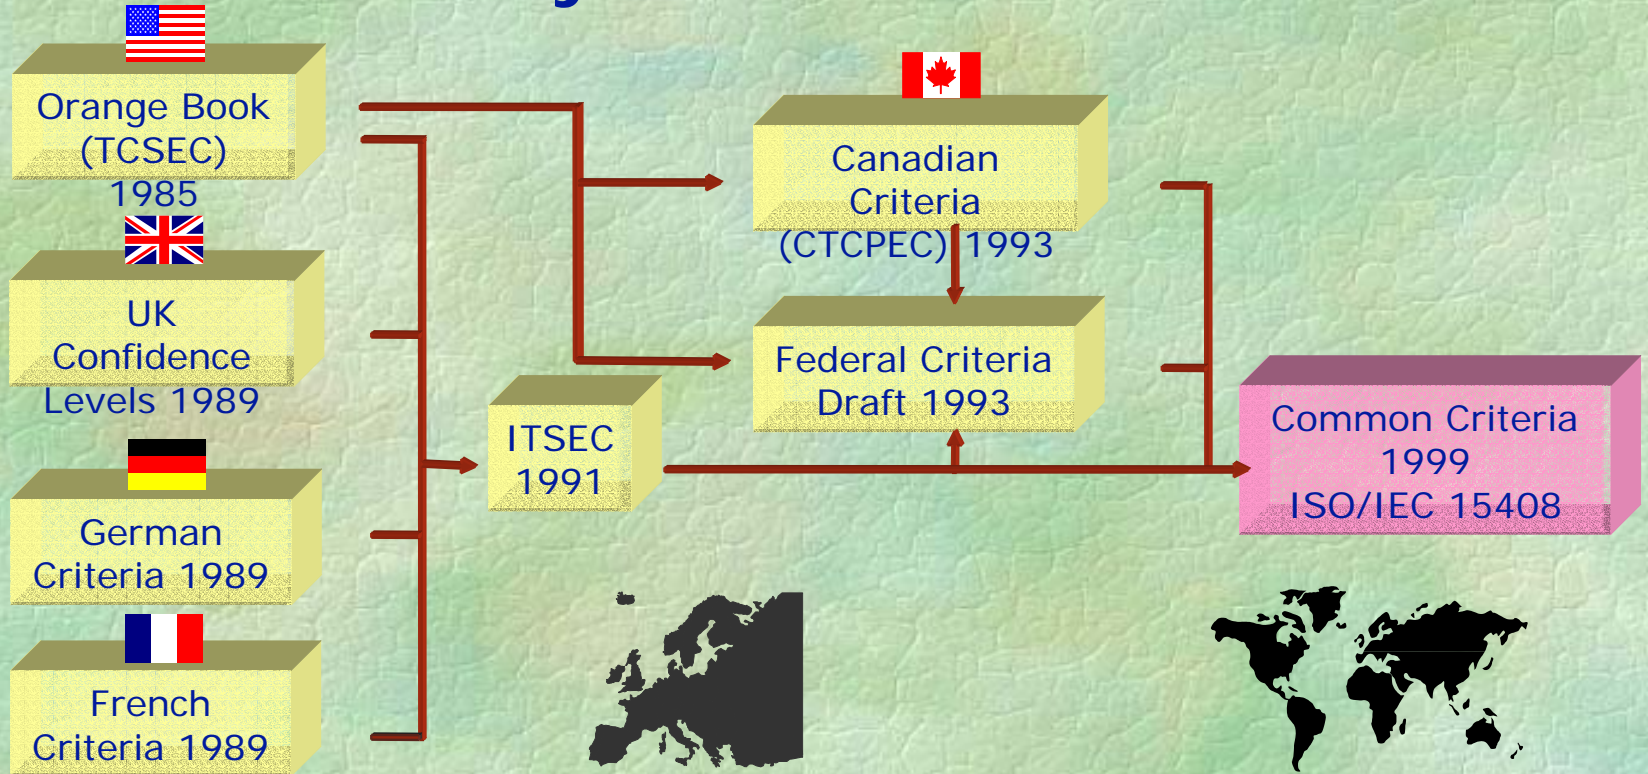 Orange Book
(TCSEC)
1985
UK
Confidence
Levels 1989
German
Criteria 1989
French
Criteria 1989
ITSEC
1991
Canadian
Criteria
(CTCPEC) 1993
Federal Criteria
Draft 1993
Common Criteria
1999
ISO/IEC 15408